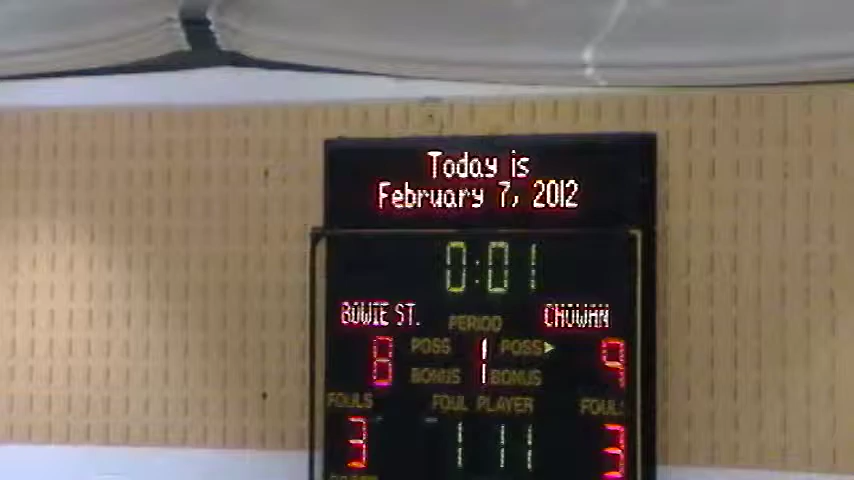 Today is
February 7, 2012
0:01
BOWIE ST. CHOWAN
PERIOD
8 POSS 1 POSS 9
BONUS BONUS
FOULS FOUL PLAYER FOULS
3 3